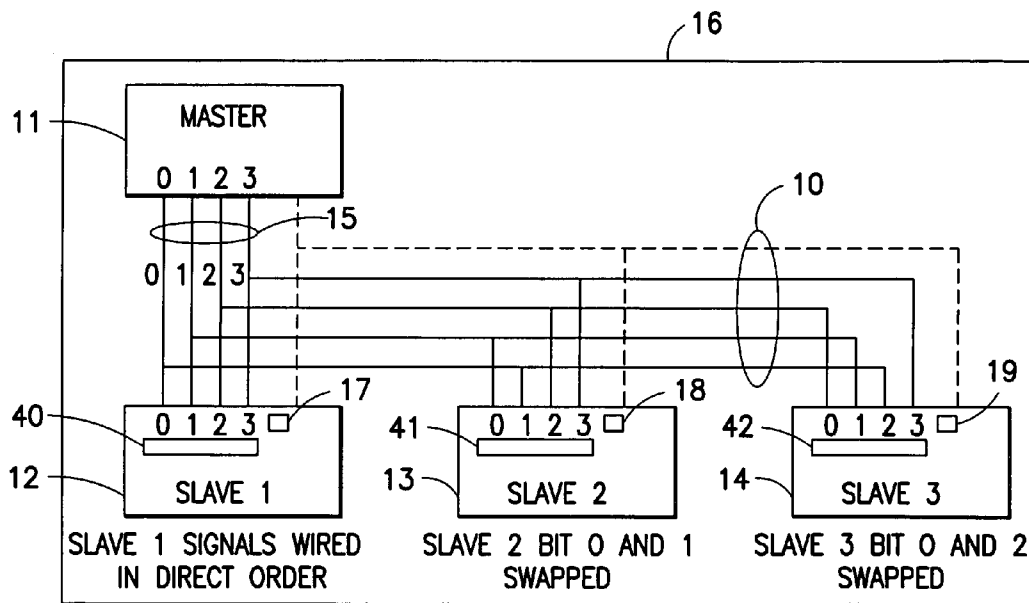 16
MASTER
11
0 1 2 3
15
10
0 1 2 3
17
18
19
40
0 1 2 3
41
0 1 2 3
42
0 1 2 3
12
SLAVE 1
13
SLAVE 2
14
SLAVE 3
SLAVE 1 SIGNALS WIRED
IN DIRECT ORDER
SLAVE 2 BIT 0 AND 1
SWAPPED
SLAVE 3 BIT 0 AND 2
SWAPPED